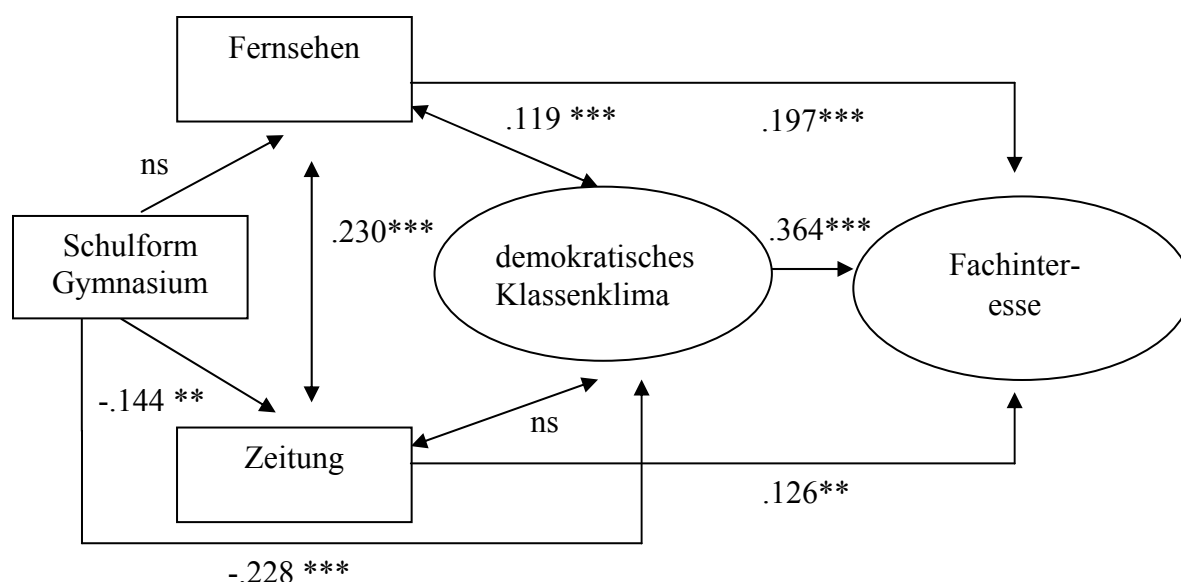 Fernsehen
.119 ***
.197***
ns
.230***
.364***
Schulform
Gymnasium
demokratisches
Klassenklima
Fachinter-
esse
-.144 **
ns
Zeitung
.126**
-.228 ***